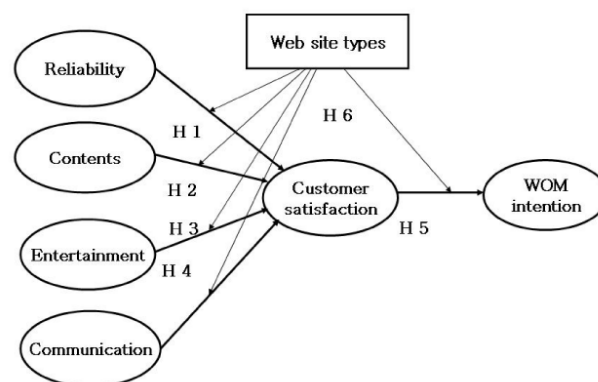 Web site types
Reliability
H 6
H 1
Contents
H 2
Customer
satisfaction
WOM
intention
H 3
H 5
Entertainment
H 4
Communication